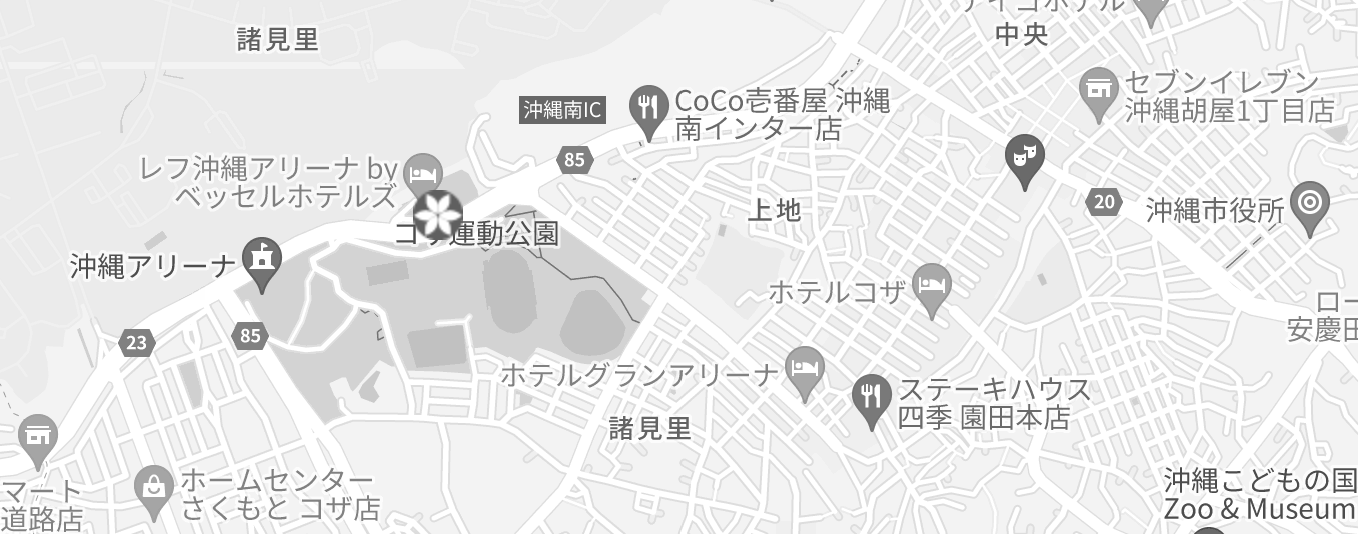 諸見里
ナイコホテル
中央
セブンイレブン
沖縄胡屋1丁目店
沖縄南IC
CoCo壱番屋 沖縄
南インター店
85
レフ沖縄アリーナ by
ベッセルホテルズ
コザ運動公園
上地
20
沖縄市役所
沖縄アリーナ
ホテルコザ
ロー
安慶田
23
85
ホテルグランアリーナ
ステーキハウス
四季 園田本店
諸見里
マート
道路店
ホームセンター
さくもと コザ店
沖縄こどもの国
Zoo & Museum